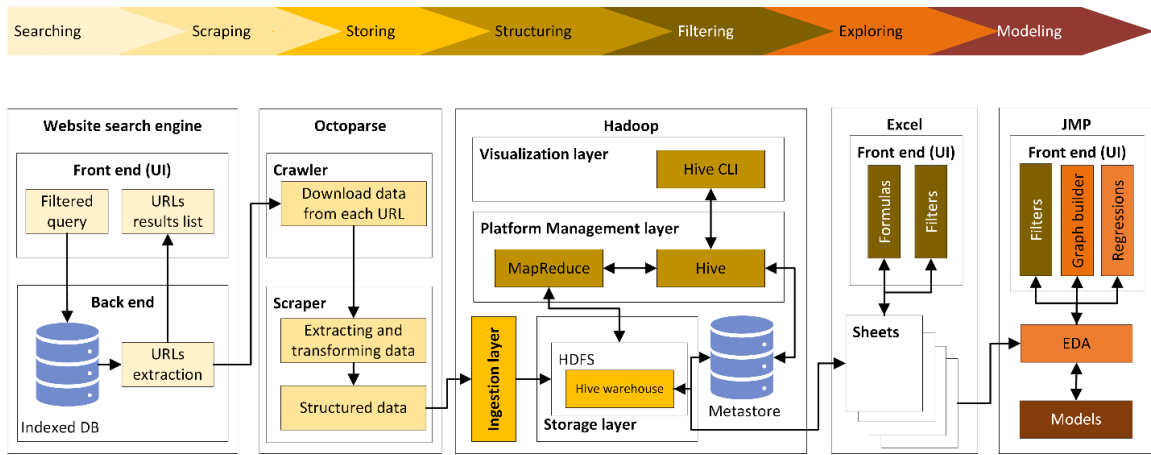 Searching
Scraping
Storing
Structuring
Filtering
Exploring
Modeling
Website search engine
Front end (UI)
Filtered
query
URLs
results list
Back end
URLs
extraction
Indexed DB
Octoparse
Crawler
Download data
from each URL
Scraper
Extracting and
transforming data
Structured data
Hadoop
Visualization layer
Hive CLI
Platform Management layer
MapReduce
Hive
Ingestion layer
HDFS
Hive warehouse
Storage layer
Metastore
Excel
Front end (UI)
Formulas
Filters
Sheets
JMP
Front end (UI)
Filters
Graph builder
Regressions
EDA
Models